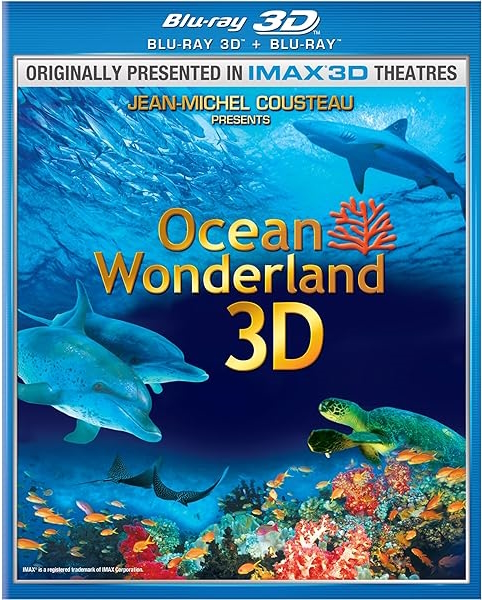 Blu-ray 3D™
BLU-RAY 3D™ + BLU-RAY™
ORIGINALLY PRESENTED IN IMAX® 3D THEATRES
JEAN-MICHEL COUSTEAU
PRESENTS
Ocean
Wonderland
3D
IMAX® is a registered trademark of IMAX Corporation.